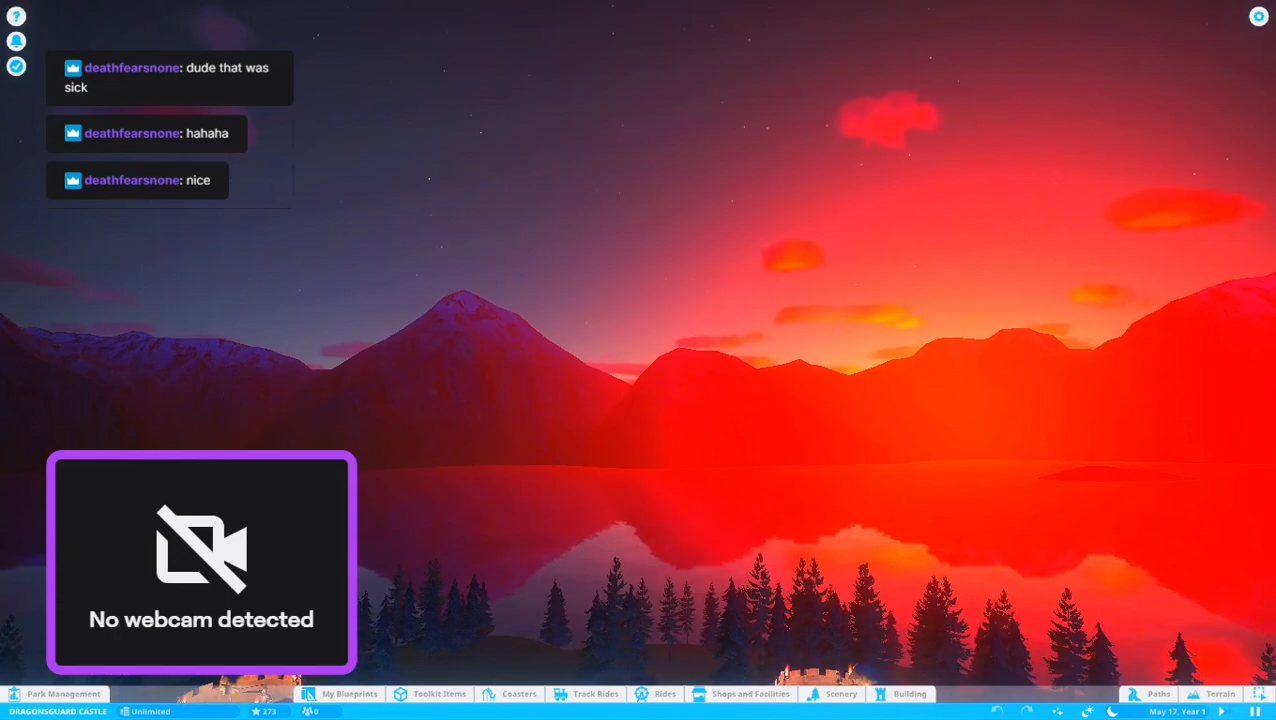 deathfearsnone: dude that was
sick
deathfearsnone: hahaha
deathfearsnone: nice
No webcam detected
Park Management My Blueprints Toolkit Items Coasters Track Rides Rides Shops and Facilities Scenery Building Paths Terrain
DRAGONSGUARD CASTLE Unlimited 273 0 May 17, Year 1